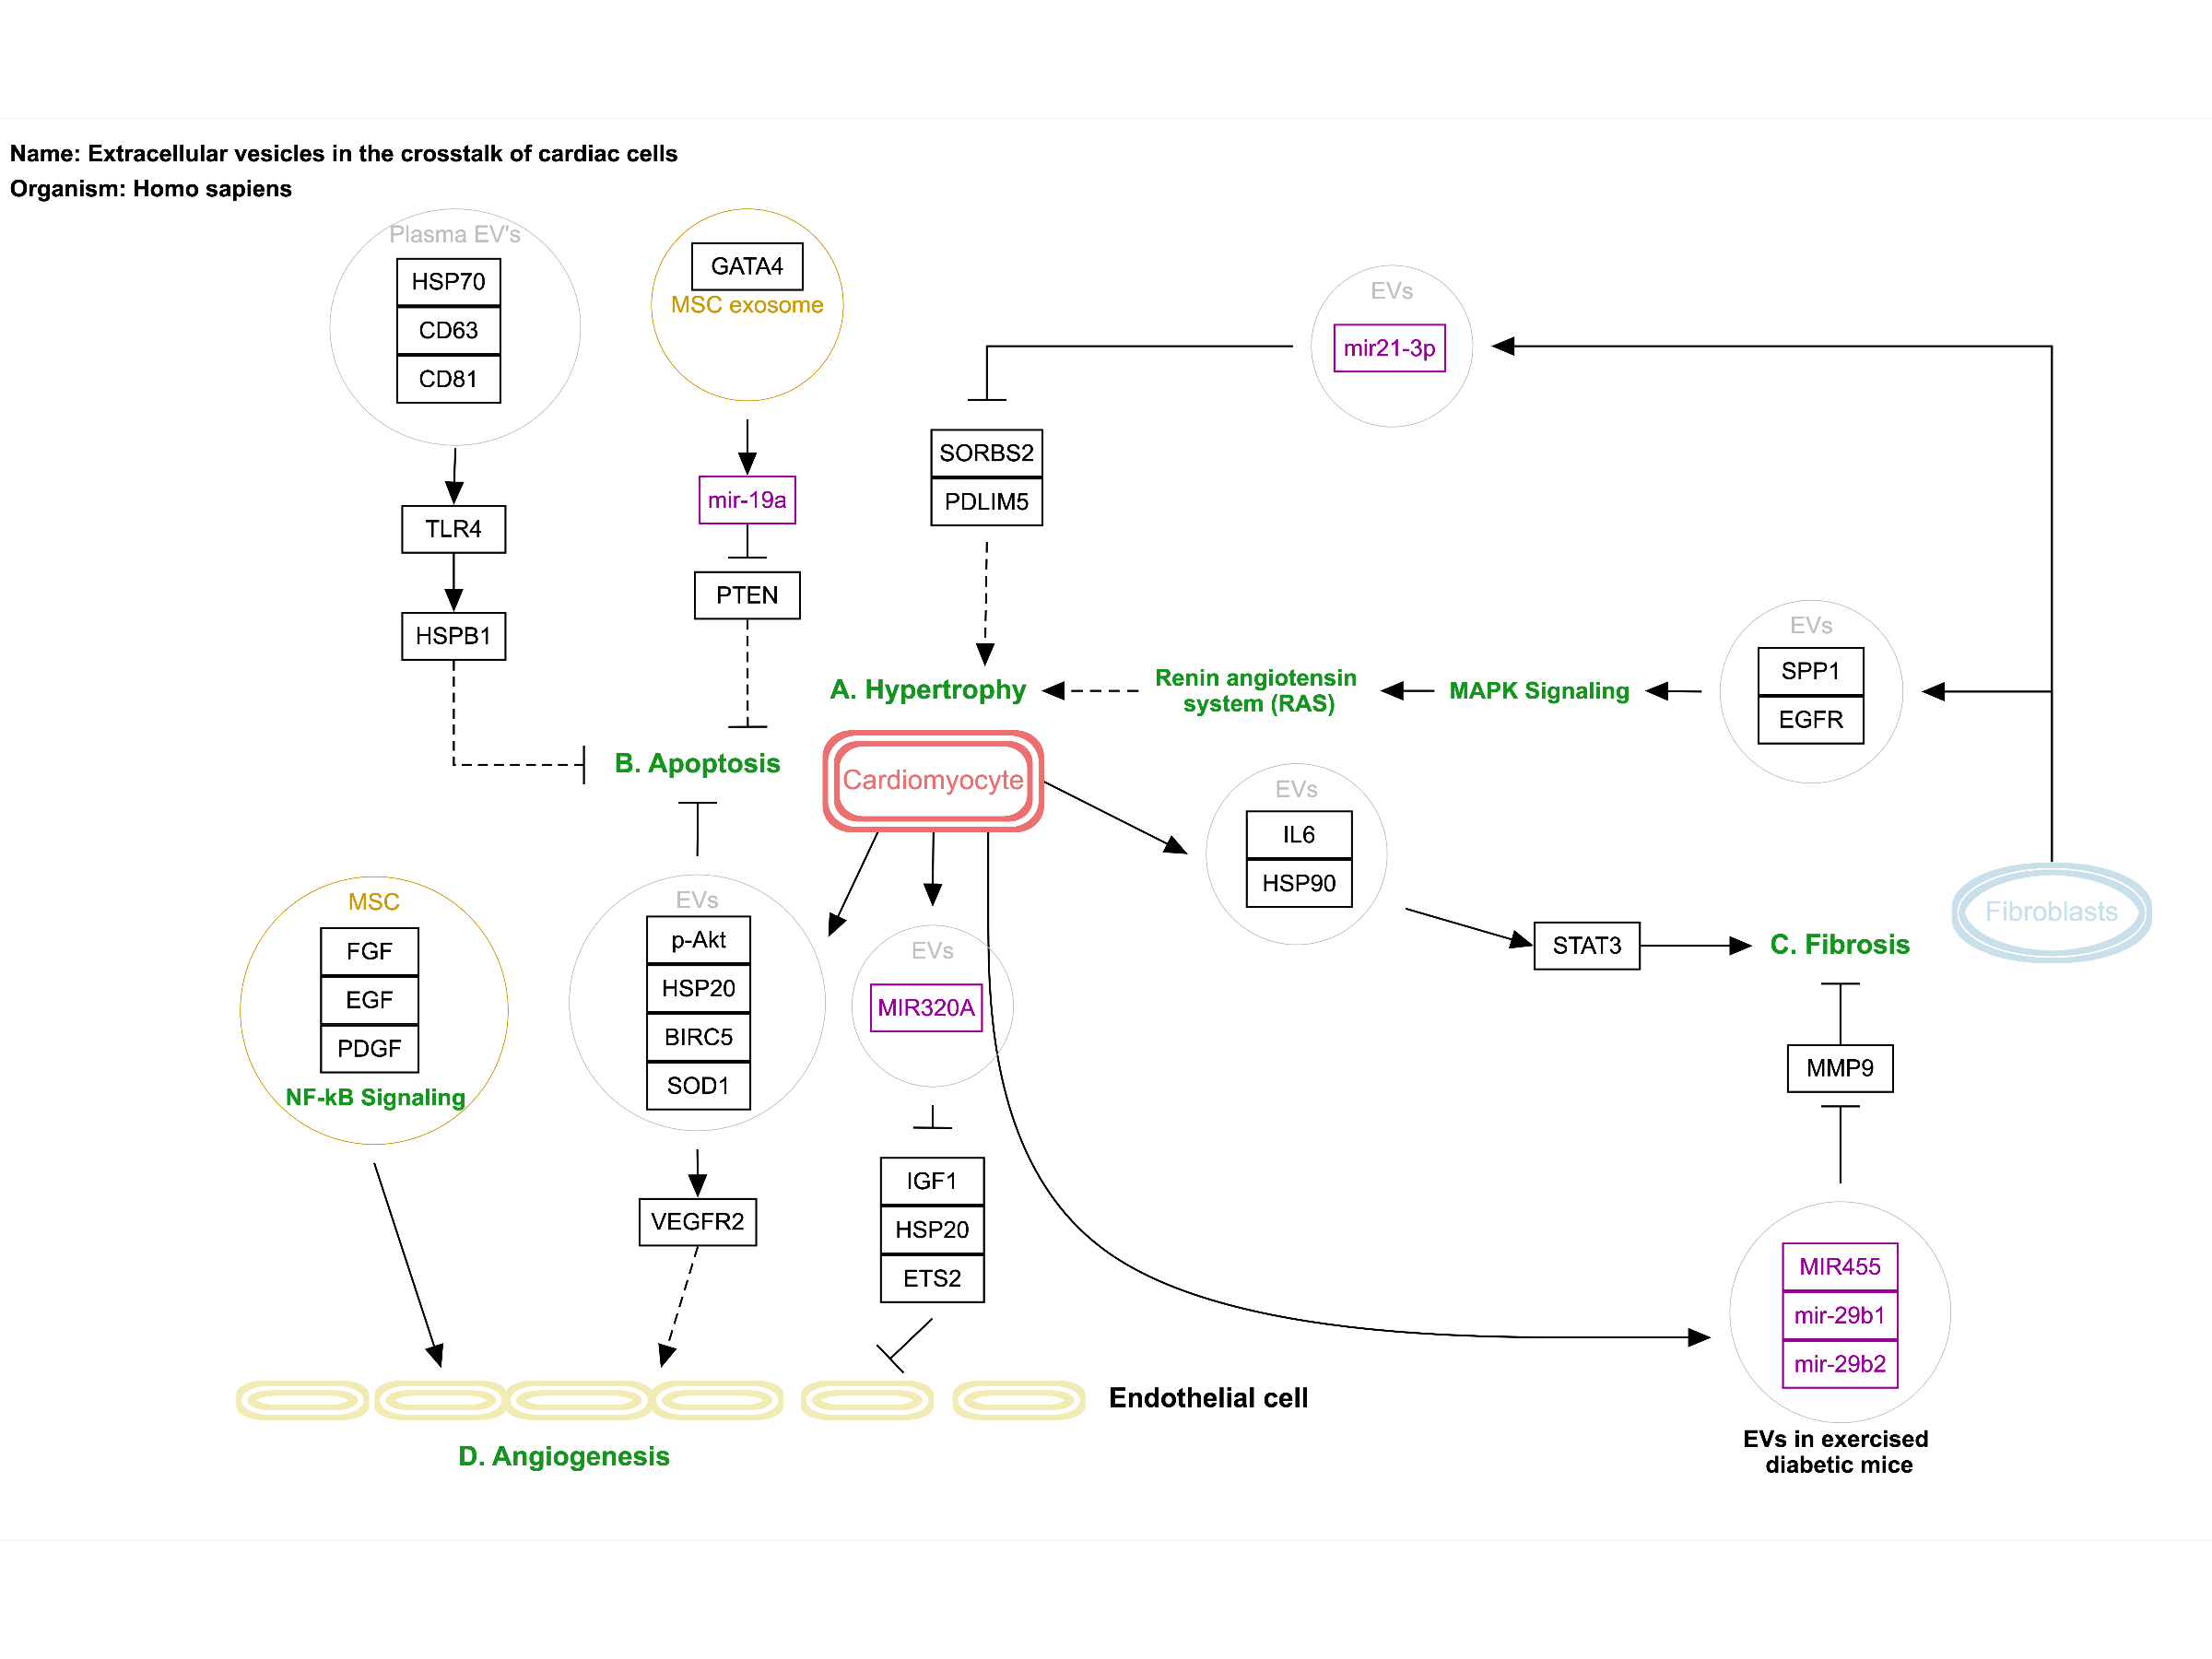 Name: Extracellular vesicles in the crosstalk of cardiac cells
Organism: Homo sapiens
Plasma EV's
HSP70
CD63
CD81
TLR4
HSPB1
GATA4
MSC exosome
mir-19a
PTEN
B. Apoptosis
EVs
mir21-3p
SORBS2
PDLIM5
A. Hypertrophy
Renin angiotensin
system (RAS)
MAPK Signaling
EVs
SPP1
EGFR
Cardiomyocyte
EVs
IL6
HSP90
STAT3
C. Fibrosis
Fibroblasts
MSC
FGF
EGF
PDGF
NF-kB Signaling
EVs
p-Akt
HSP20
BIRC5
SOD1
VEGFR2
EVs
MIR320A
IGF1
HSP20
ETS2
MMP9
MIR455
mir-29b1
mir-29b2
EVs in exercised
diabetic mice
Endothelial cell
D. Angiogenesis